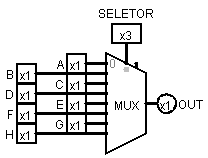 SELETOR
x3
A x1 0
B x1
C x1
D x1
E x1
F x1
G x1
H x1
MUX
x1 OUT